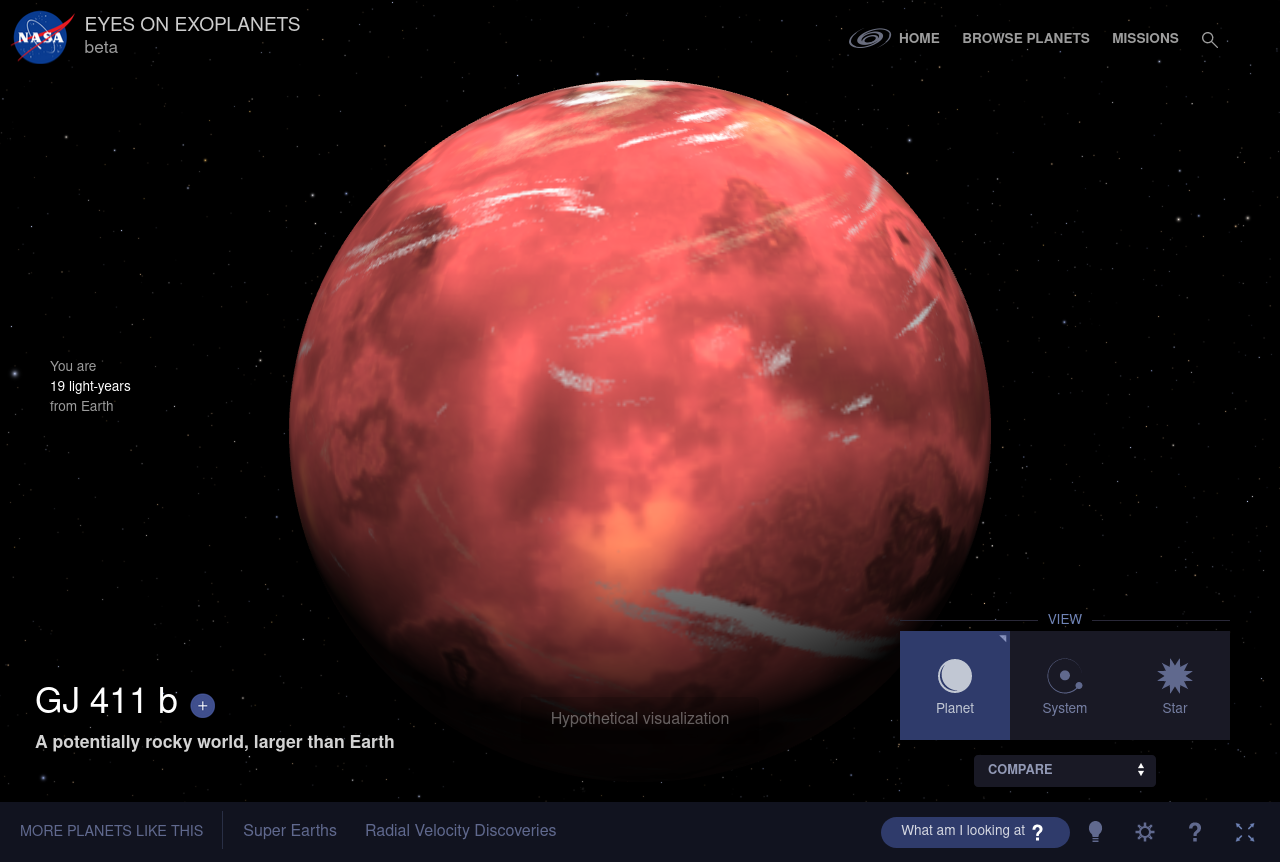 NASA
EYES ON EXOPLANETS
beta
HOME
BROWSE PLANETS
MISSIONS
You are
19 light-years
from Earth
GJ 411 b
+
A potentially rocky world, larger than Earth
Hypothetical visualization
VIEW
Planet
System
Star
COMPARE
MORE PLANETS LIKE THIS
Super Earths
Radial Velocity Discoveries
What am I looking at ?
?